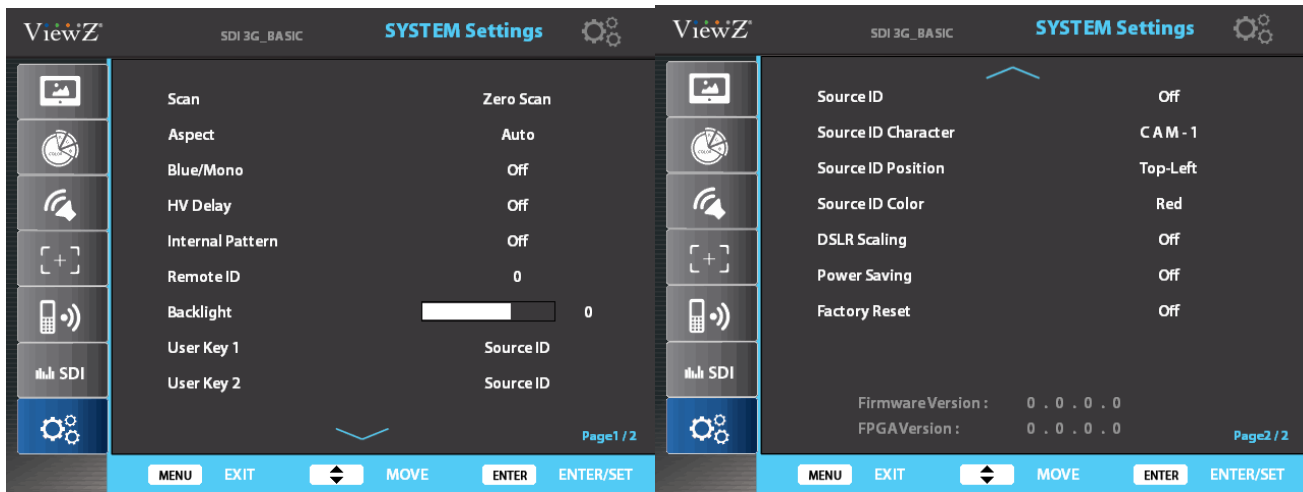 ViewZ SDI 3G_BASIC SYSTEM Settings
Scan Zero Scan
Aspect Auto
Blue/Mono Off
HV Delay Off
Internal Pattern Off
Remote ID 0
Backlight 0
User Key 1 Source ID
User Key 2 Source ID
COLOR
SDI
Page1 / 2
MENU EXIT MOVE ENTER ENTER/SET
ViewZ SDI 3G_BASIC SYSTEM Settings
Source ID Off
Source ID Character CAM-1
Source ID Position Top-Left
Source ID Color Red
DSLR Scaling Off
Power Saving Off
Factory Reset Off
COLOR
SDI
Firmware Version : 0 . 0 . 0 . 0
FPGA Version : 0 . 0 . 0 . 0
Page2 / 2
MENU EXIT MOVE ENTER ENTER/SET